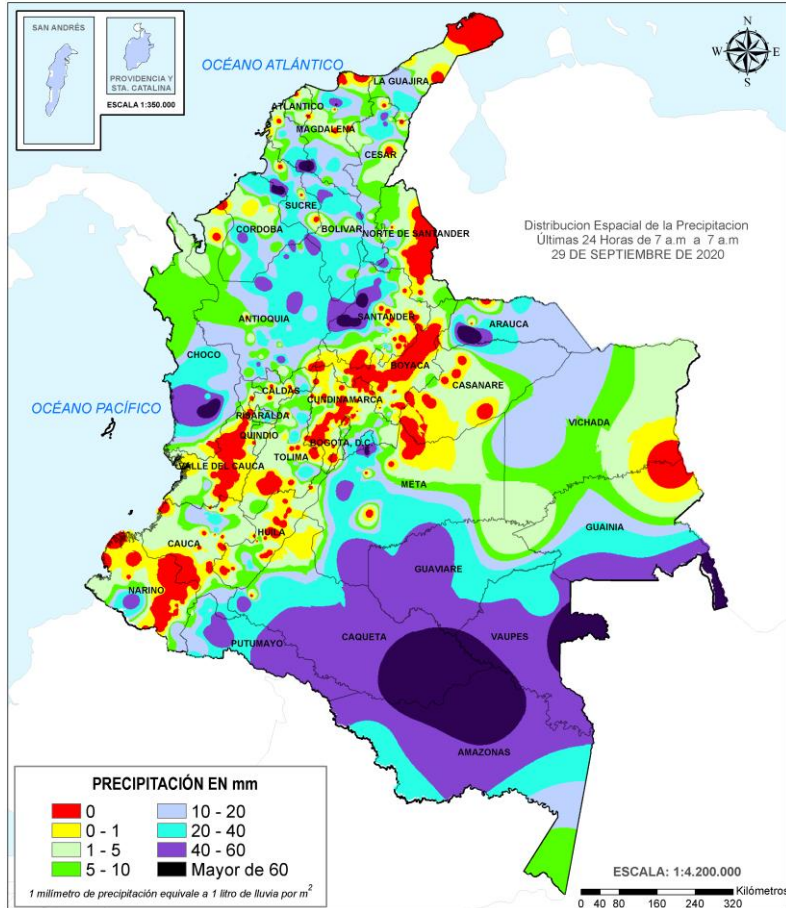 SAN ANDRÉS
PROVIDENCIA Y
STA. CATALINA
ESCALA 1:350.000
OCÉANO ATLÁNTICO
N
W
E
S
LA GUAJIRA
ATLANTICO
MAGDALENA
CESAR
SUCRE
CORDOBA
BOLIVAR
NORTE DE SANTANDER
Distribucion Espacial de la Precipitacion
Últimas 24 Horas de 7 a.m a 7 a.m
29 DE SEPTIEMBRE DE 2020
ANTIOQUIA
SANTANDER
ARAUCA
CHOCO
BOYACA
CASANARE
CALDAS
CUNDINAMARCA
OCÉANO PACÍFICO
RISARALDA
VICHADA
QUINDIO
BOGOTA, D.C
TOLIMA
VALLE DEL CAUCA
META
GUAINIA
CAUCA
HUILA
GUAVIARE
NARINO
PUTUMAYO
CAQUETA
VAUPES
AMAZONAS
PRECIPITACIÓN EN mm
0
10 - 20
0 - 1
20 - 40
1 - 5
40 - 60
5 - 10
Mayor de 60
1 milímetro de precipitación equivale a 1 litro de lluvia por m2
ESCALA: 1:4.200.000
Kilómetros
0 40 80 160 240 320